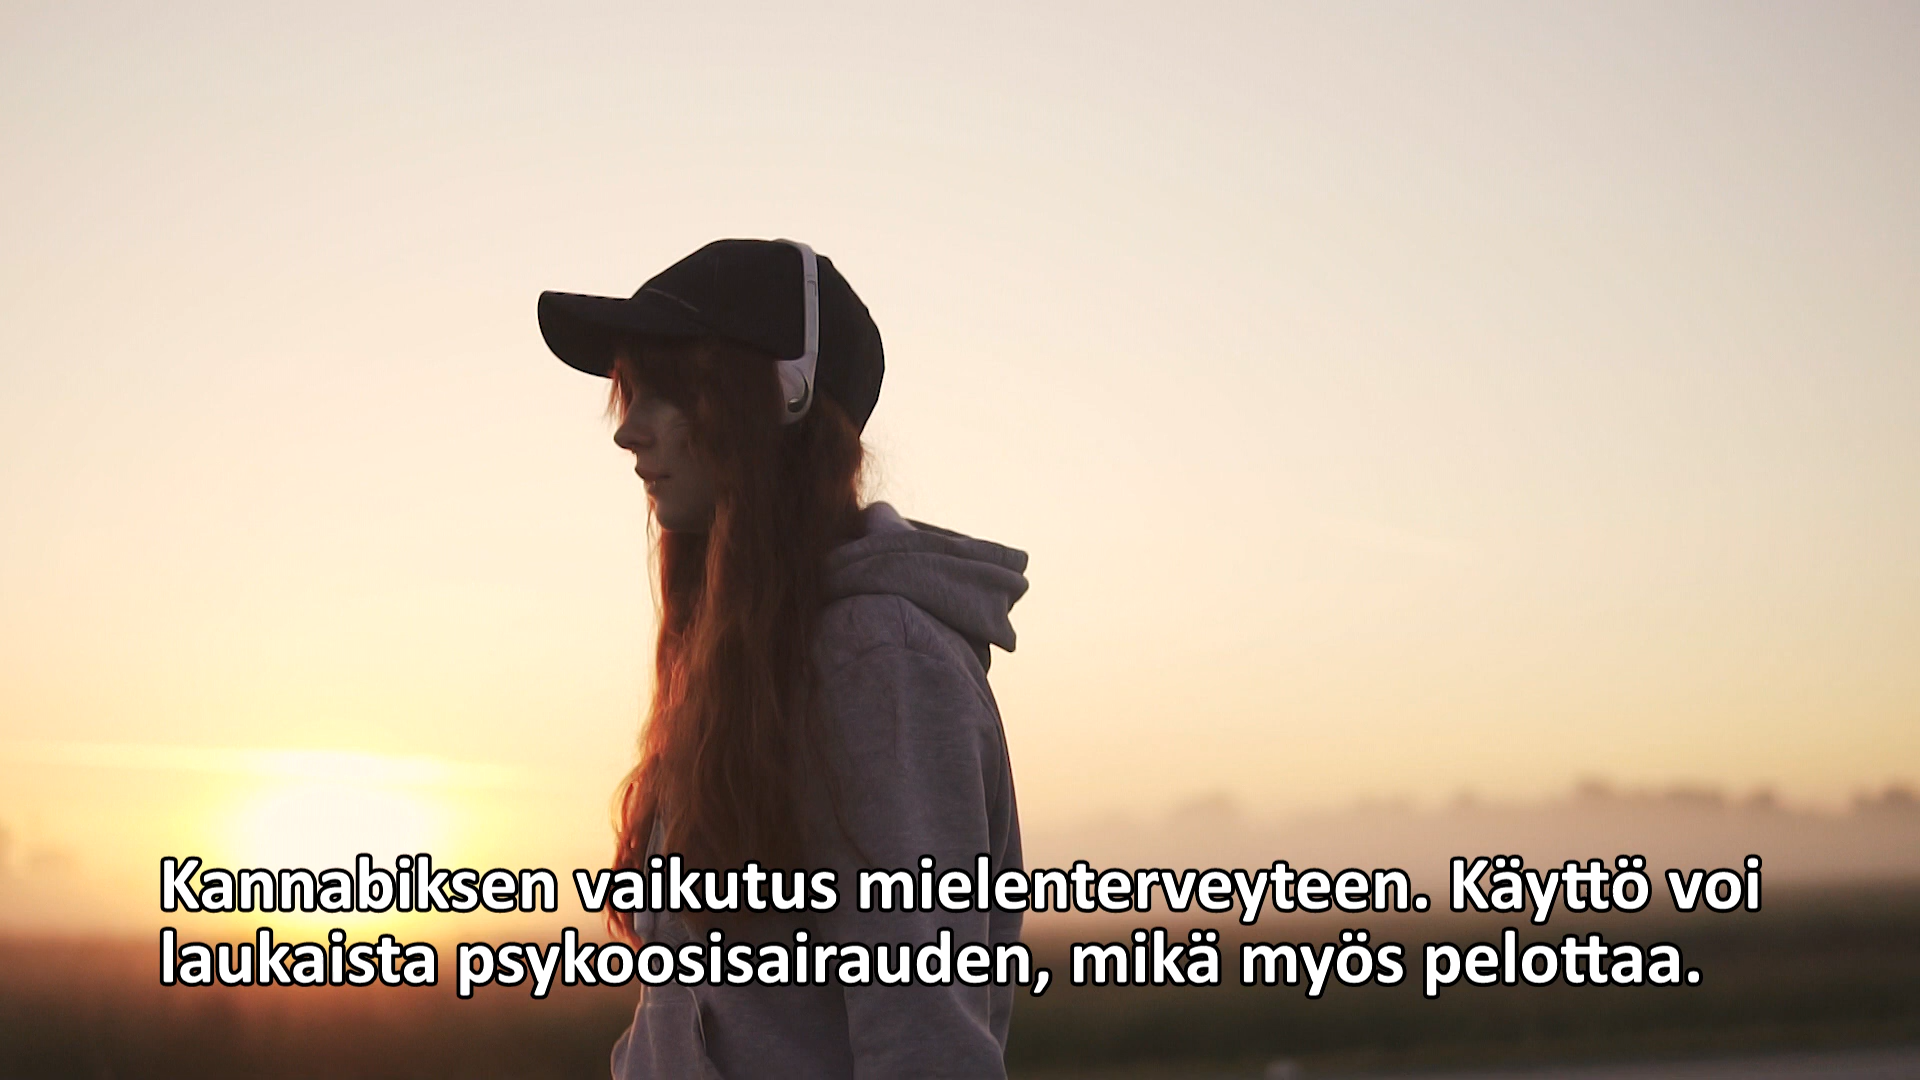 Kannabiksen vaikutus mielenterveyteen. Käyttö voi
laukaista psykoosisairauden, mikä myös pelottaa.